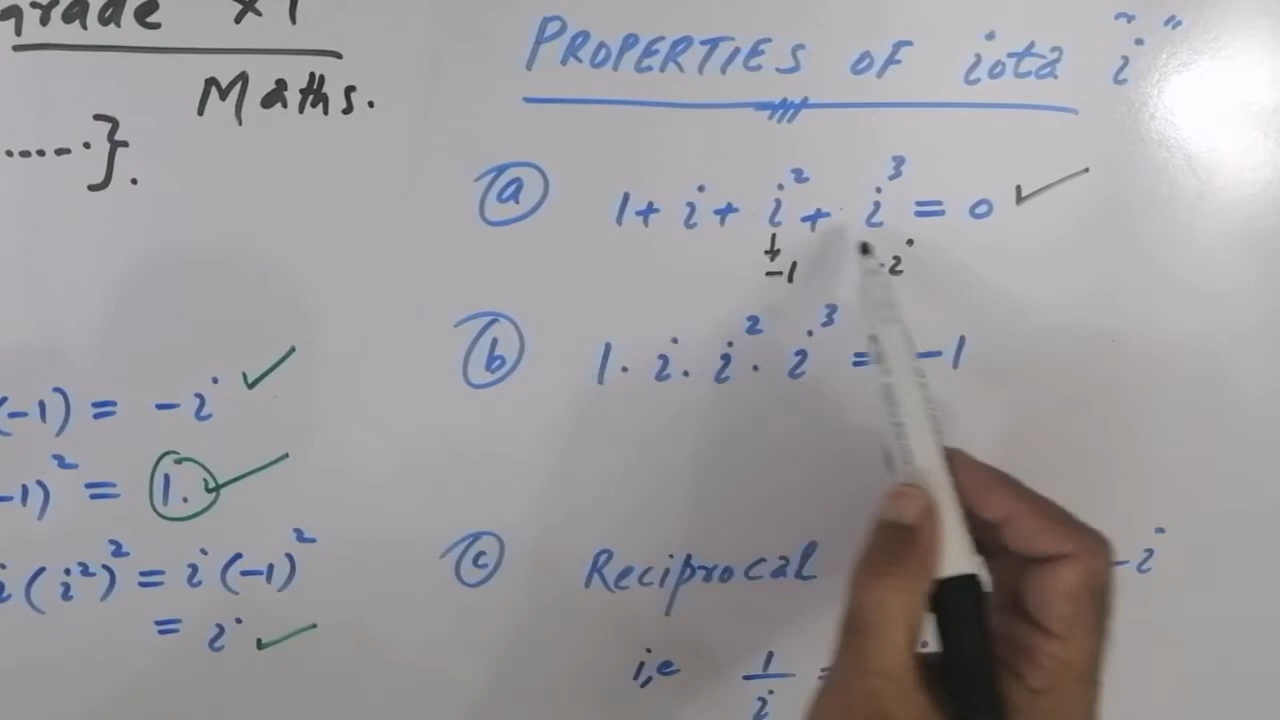 grade XI
Maths.
.....}.
(-1) = -i ✓
-1)² = 1. ✓
i(i²)² = i(-1)²
= i ✓
PROPERTIES OF iota "i"
(a) 1 + i + i² + i³ = 0 ✓
↓
-1 -i
(b) 1 . i . i² . i³ = -1
(c) Reciprocal -i
i,e 1/i =